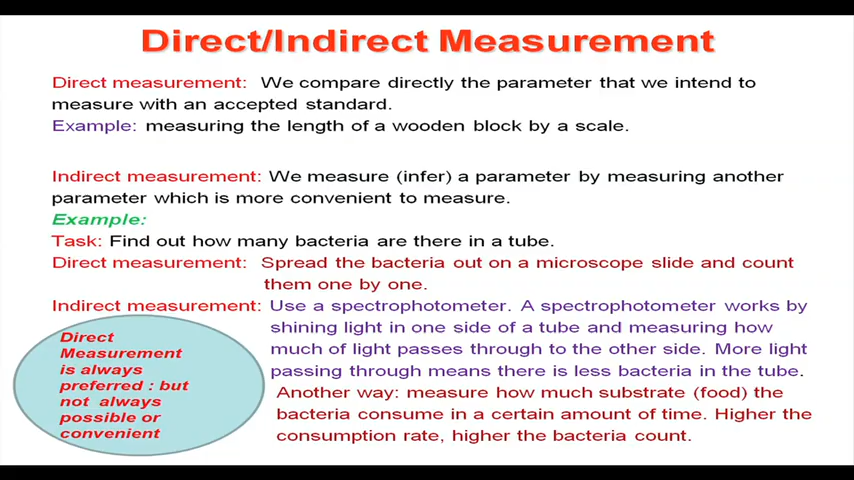 Direct/Indirect Measurement
Direct measurement: We compare directly the parameter that we intend to
measure with an accepted standard.
Example: measuring the length of a wooden block by a scale.
Indirect measurement: We measure (infer) a parameter by measuring another
parameter which is more convenient to measure.
Example:
Task: Find out how many bacteria are there in a tube.
Direct measurement: Spread the bacteria out on a microscope slide and count
them one by one.
Indirect measurement: Use a spectrophotometer. A spectrophotometer works by
shining light in one side of a tube and measuring how
much of light passes through to the other side. More light
passing through means there is less bacteria in the tube.
Another way: measure how much substrate (food) the
bacteria consume in a certain amount of time. Higher the
consumption rate, higher the bacteria count.
Direct
Measurement
is always
preferred : but
not always
possible or
convenient